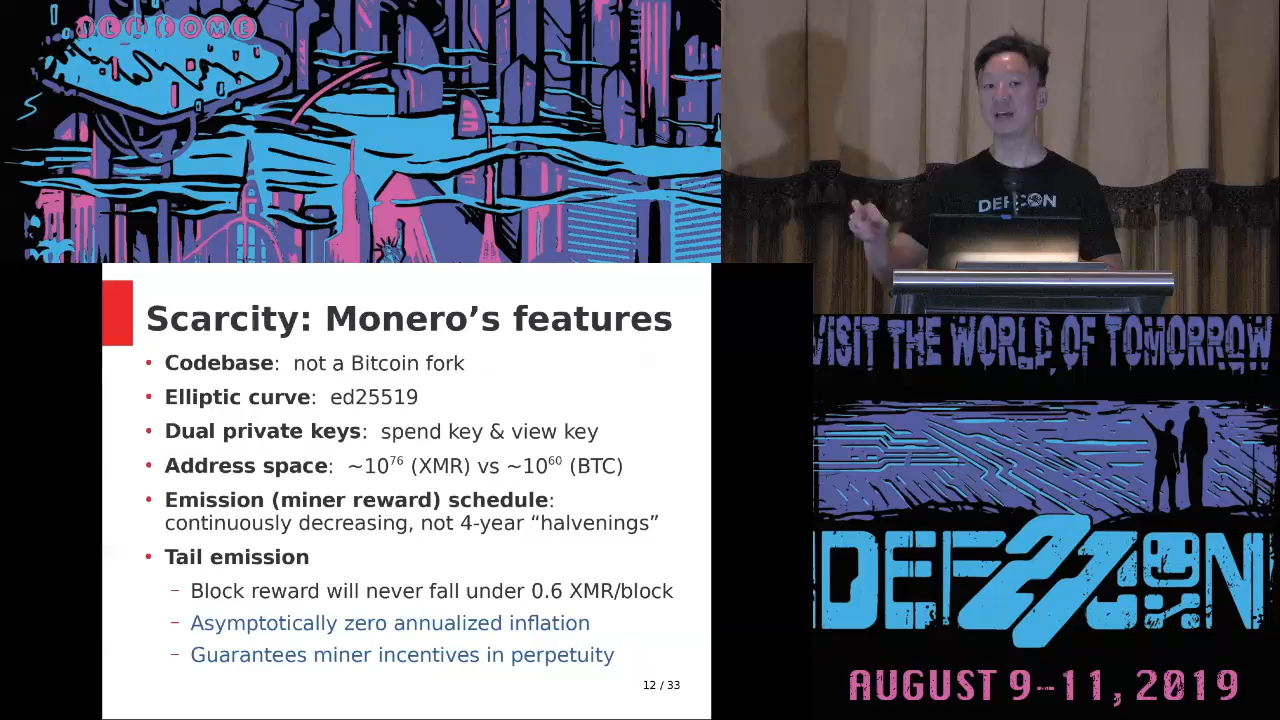 WELCOME
DEFCON
Scarcity: Monero’s features
• Codebase: not a Bitcoin fork
• Elliptic curve: ed25519
• Dual private keys: spend key & view key
• Address space: ~10⁷⁶ (XMR) vs ~10⁶⁰ (BTC)
• Emission (miner reward) schedule:
continuously decreasing, not 4-year “halvenings”
• Tail emission
– Block reward will never fall under 0.6 XMR/block
– Asymptotically zero annualized inflation
– Guarantees miner incentives in perpetuity
12 / 33
VISIT THE WORLD OF TOMORROW
DEF 27 CON
AUGUST 9-11, 2019